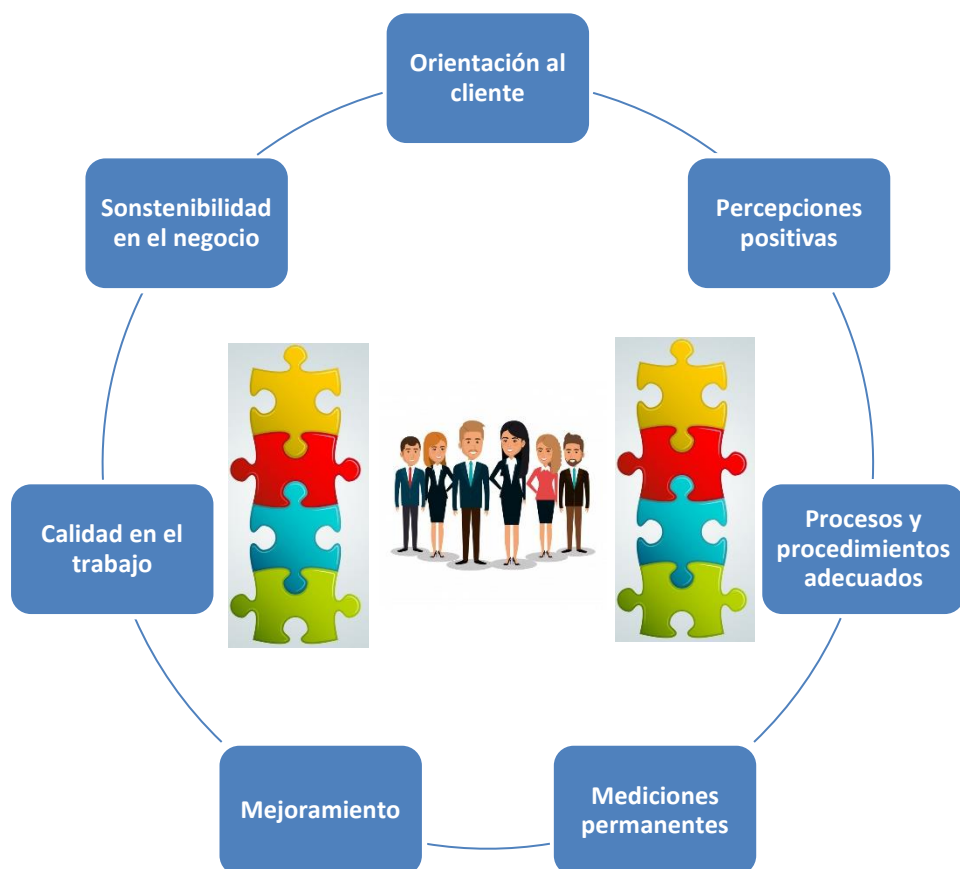 Orientación al
cliente
Percepciones
positivas
Procesos y
procedimientos
adecuados
Mediciones
permanentes
Mejoramiento
Calidad en el
trabajo
Sonstenibilidad
en el negocio